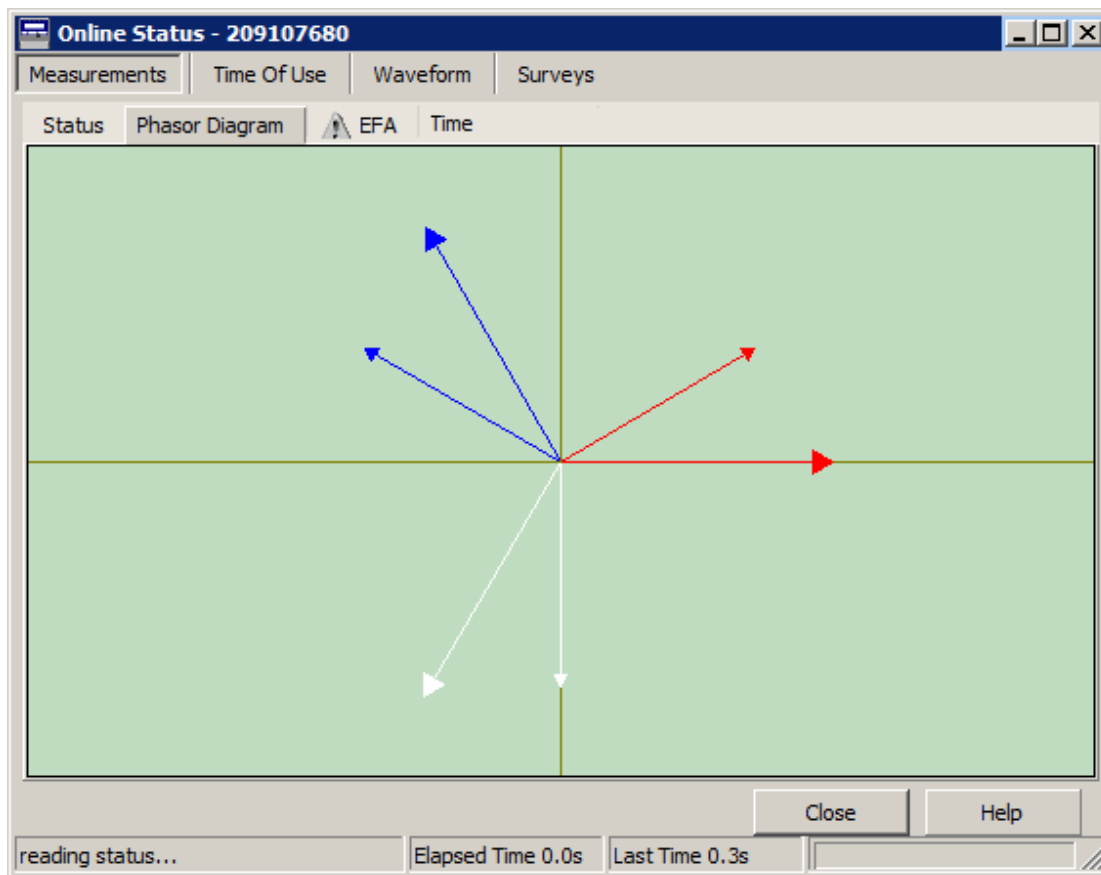 Online Status - 209107680
Measurements Time Of Use Waveform Surveys
Status Phasor Diagram EFA Time
Close Help
reading status... Elapsed Time 0.0s Last Time 0.3s